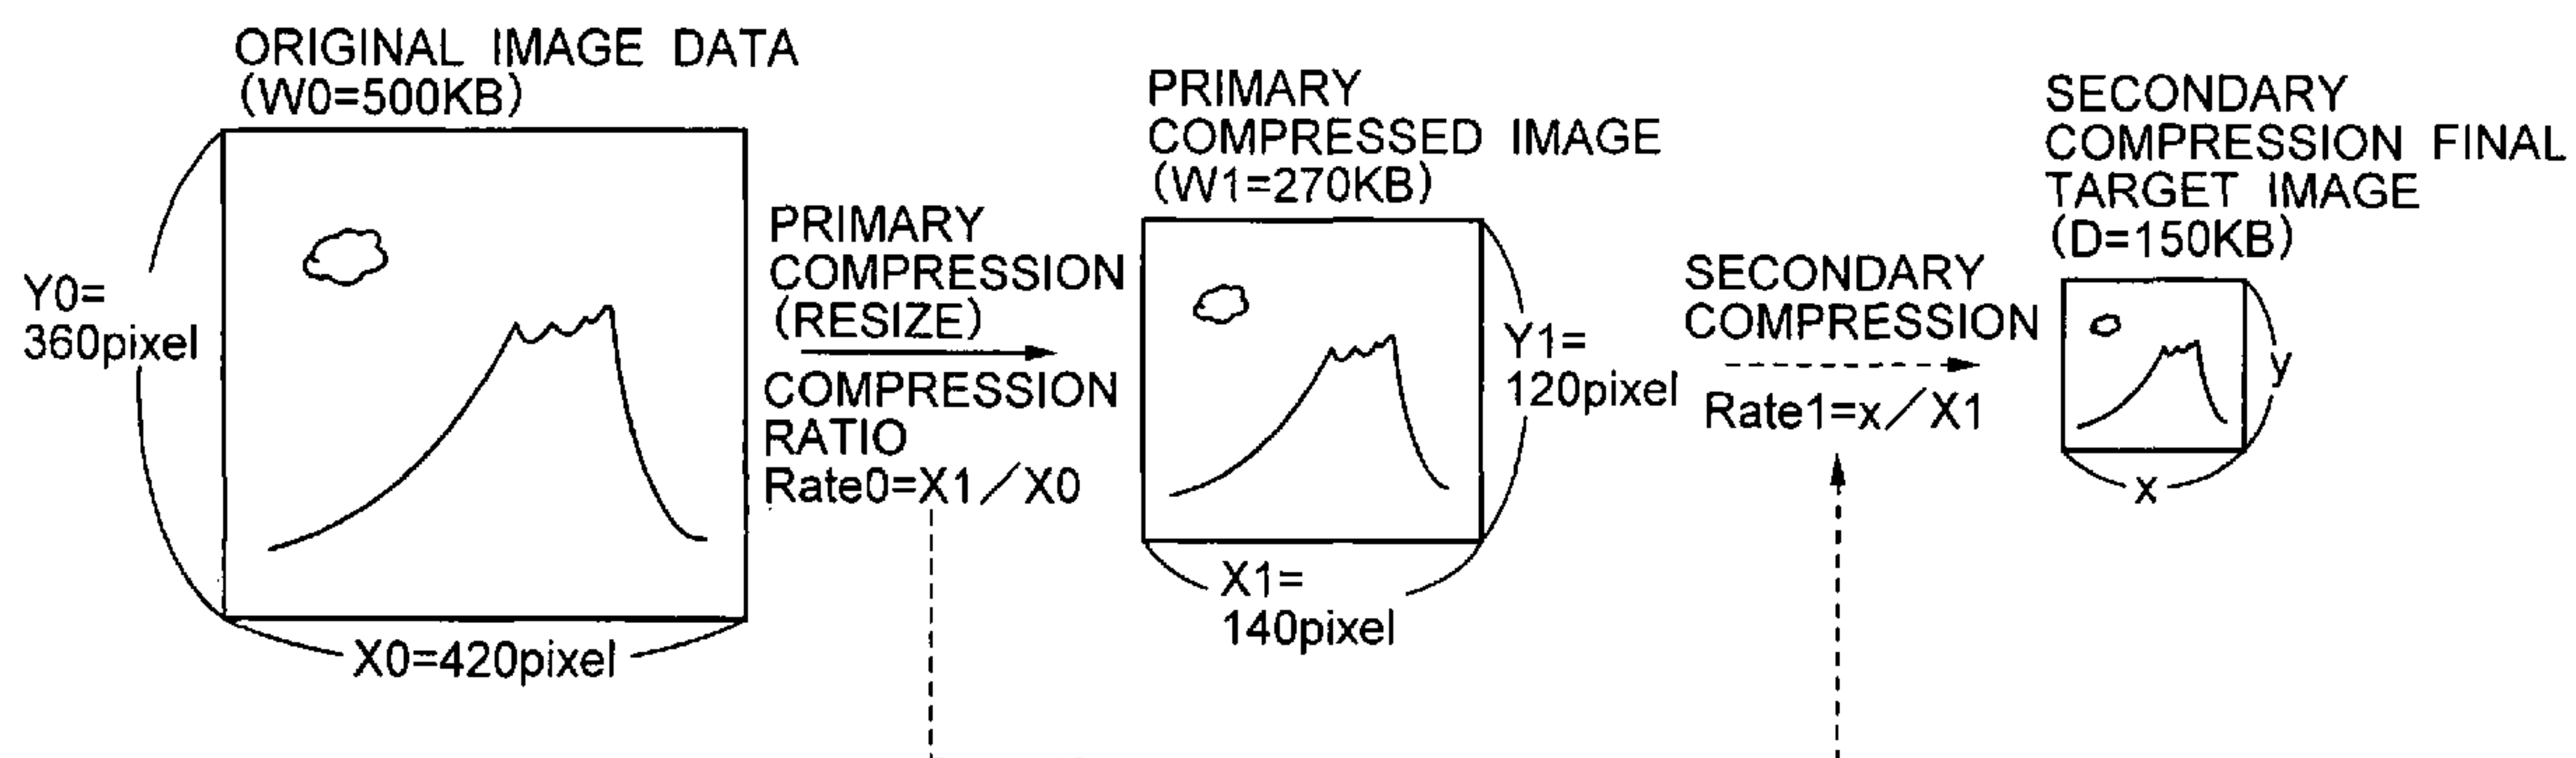 ORIGINAL IMAGE DATA
(W0=500KB)
Y0=
360pixel
X0=420pixel
PRIMARY
COMPRESSION
(RESIZE)
COMPRESSION
RATIO
Rate0=X1/X0
PRIMARY
COMPRESSED IMAGE
(W1=270KB)
Y1=
120pixel
X1=
140pixel
SECONDARY
COMPRESSION
Rate1=x/X1
SECONDARY
COMPRESSION FINAL
TARGET IMAGE
(D=150KB)
y
x